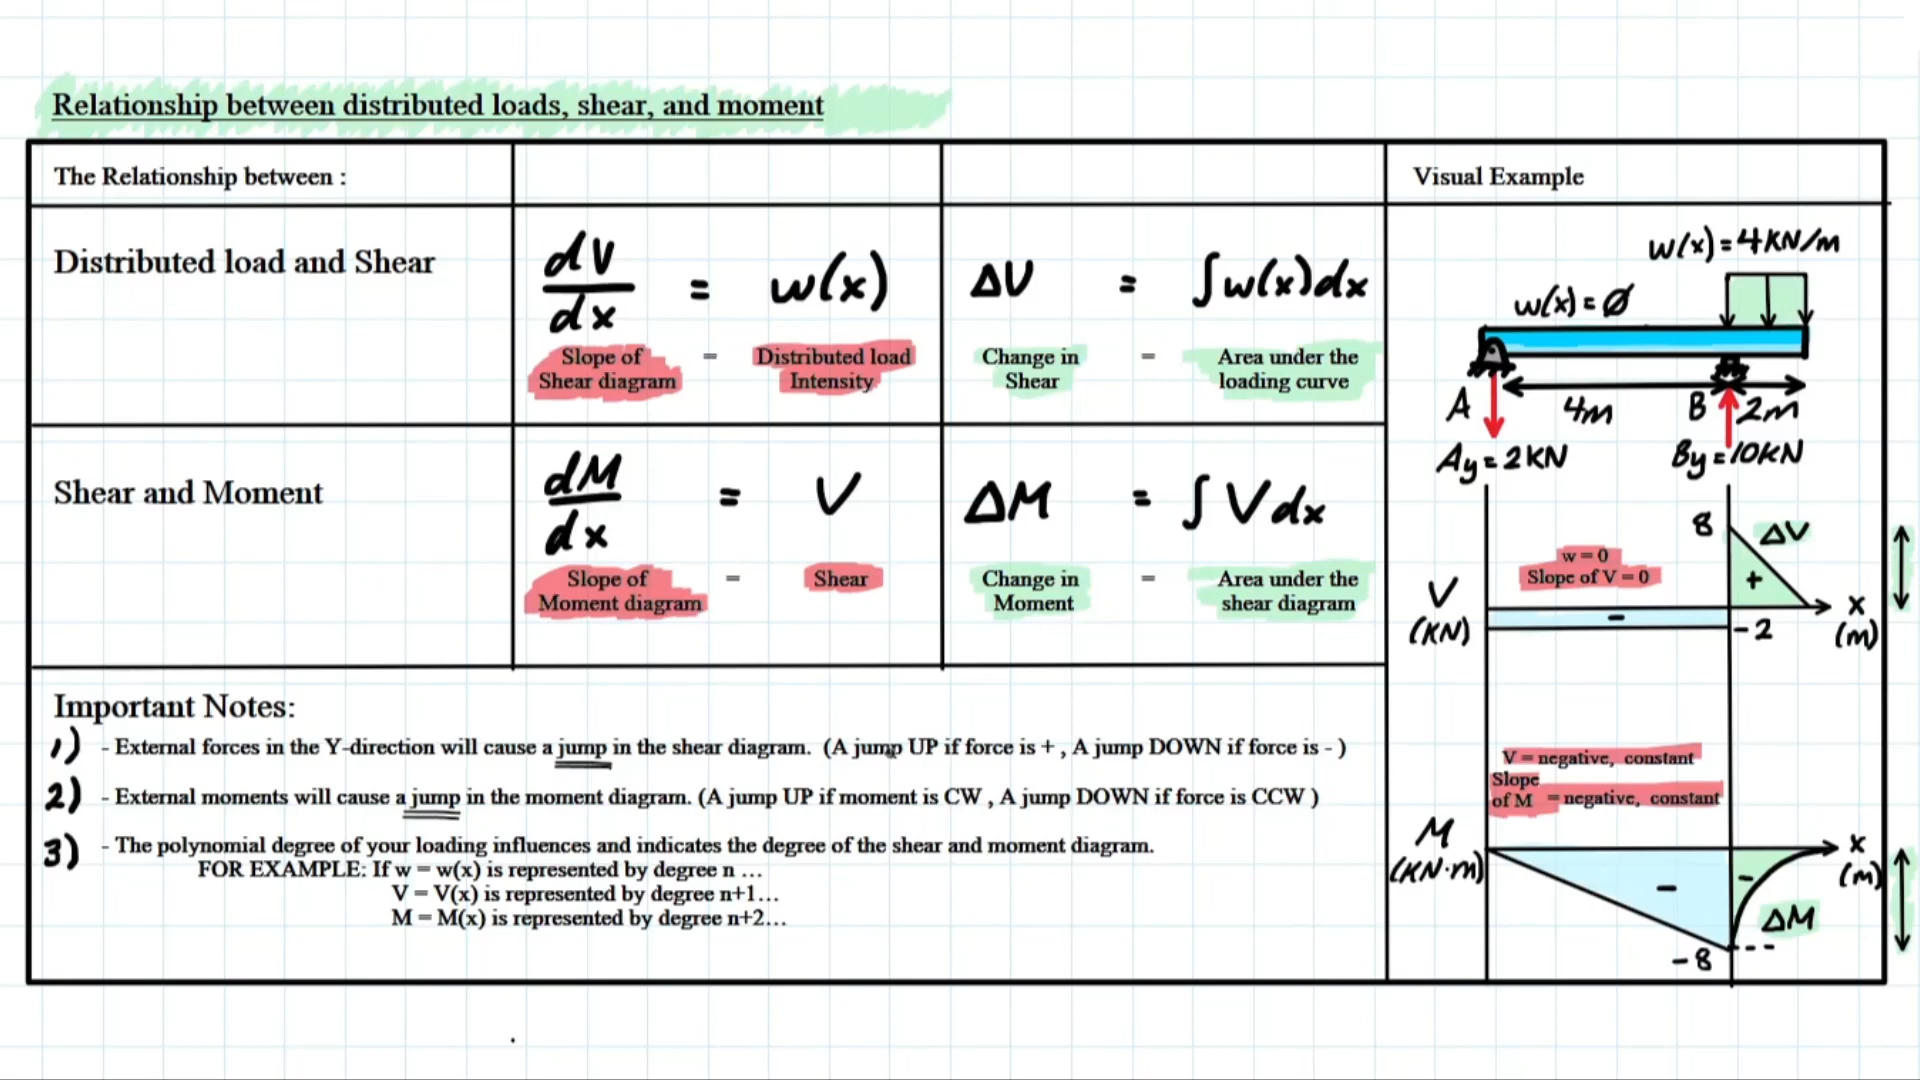 Relationship between distributed loads, shear, and moment
The Relationship between :
Visual Example
Distributed load and Shear
dV/dx = w(x)
Slope of = Distributed load
Shear diagram Intensity
ΔV = ∫w(x)dx
Change in = Area under the
Shear loading curve
Shear and Moment
dM/dx = V
Slope of = Shear
Moment diagram
ΔM = ∫Vdx
Change in = Area under the
Moment shear diagram
Important Notes:
1) - External forces in the Y-direction will cause a jump in the shear diagram. (A jump UP if force is + , A jump DOWN if force is - )
2) - External moments will cause a jump in the moment diagram. (A jump UP if moment is CW , A jump DOWN if force is CCW )
3) - The polynomial degree of your loading influences and indicates the degree of the shear and moment diagram.
FOR EXAMPLE: If w = w(x) is represented by degree n ...
V = V(x) is represented by degree n+1...
M = M(x) is represented by degree n+2...
w(x)=4KN/m
w(x)=∅
A 4m B 2m
Ay=2KN By=10KN
8 ΔV
w = 0
Slope of V = 0
+
V x
(KN) - -2 (m)
V = negative, constant
Slope
of M = negative, constant
M x
(KN·m) - - (m)
ΔM
-8